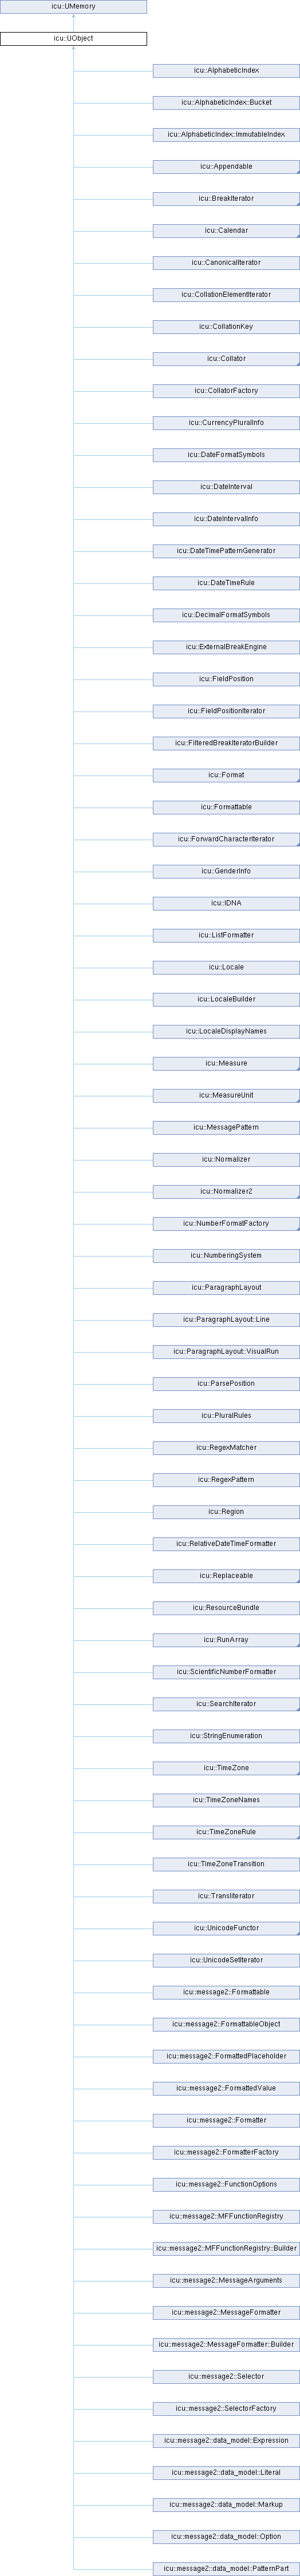 icu::UMemory
icu::UObject
icu::AlphabeticIndex
icu::AlphabeticIndex::Bucket
icu::AlphabeticIndex::ImmutableIndex
icu::Appendable
icu::BreakIterator
icu::Calendar
icu::CanonicalIterator
icu::CollationElementIterator
icu::CollationKey
icu::Collator
icu::CollatorFactory
icu::CurrencyPluralInfo
icu::DateFormatSymbols
icu::DateInterval
icu::DateIntervalInfo
icu::DateTimePatternGenerator
icu::DateTimeRule
icu::DecimalFormatSymbols
icu::ExternalBreakEngine
icu::FieldPosition
icu::FieldPositionIterator
icu::FilteredBreakIteratorBuilder
icu::Format
icu::Formattable
icu::ForwardCharacterIterator
icu::GenderInfo
icu::IDNA
icu::ListFormatter
icu::Locale
icu::LocaleBuilder
icu::LocaleDisplayNames
icu::Measure
icu::MeasureUnit
icu::MessagePattern
icu::Normalizer
icu::Normalizer2
icu::NumberFormatFactory
icu::NumberingSystem
icu::ParagraphLayout
icu::ParagraphLayout::Line
icu::ParagraphLayout::VisualRun
icu::ParsePosition
icu::PluralRules
icu::RegexMatcher
icu::RegexPattern
icu::Region
icu::RelativeDateTimeFormatter
icu::Replaceable
icu::ResourceBundle
icu::RunArray
icu::ScientificNumberFormatter
icu::SearchIterator
icu::StringEnumeration
icu::TimeZone
icu::TimeZoneNames
icu::TimeZoneRule
icu::TimeZoneTransition
icu::Transliterator
icu::UnicodeFunctor
icu::UnicodeSetIterator
icu::message2::Formattable
icu::message2::FormattableObject
icu::message2::FormattedPlaceholder
icu::message2::FormattedValue
icu::message2::Formatter
icu::message2::FormatterFactory
icu::message2::FunctionOptions
icu::message2::MFFunctionRegistry
icu::message2::MFFunctionRegistry::Builder
icu::message2::MessageArguments
icu::message2::MessageFormatter
icu::message2::MessageFormatter::Builder
icu::message2::Selector
icu::message2::SelectorFactory
icu::message2::data_model::Expression
icu::message2::data_model::Literal
icu::message2::data_model::Markup
icu::message2::data_model::Option
icu::message2::data_model::PatternPart